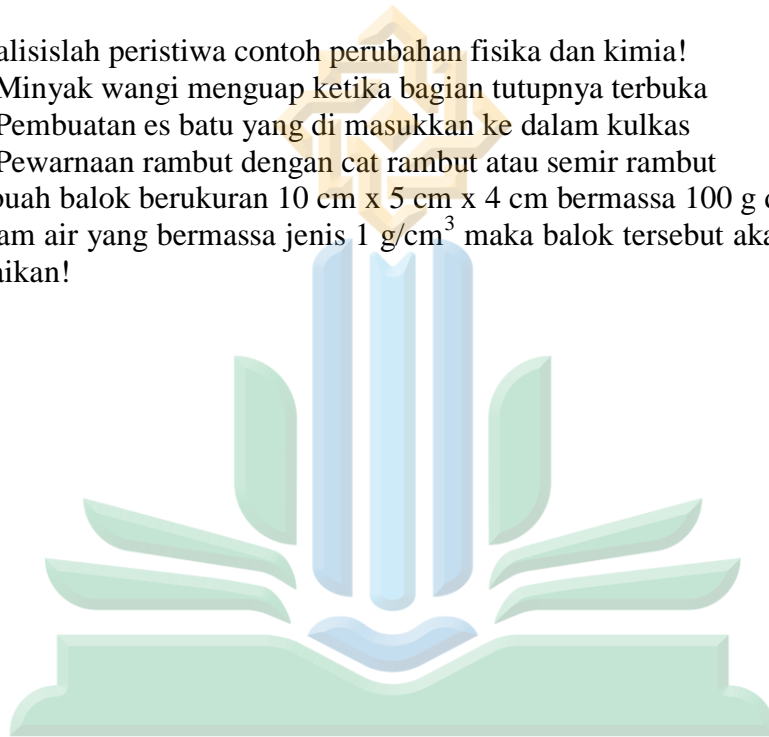 alisislah peristiwa contoh perubahan fisika dan kimia!
Minyak wangi menguap ketika bagian tutupnya terbuka
Pembuatan es batu yang di masukkan ke dalam kulkas
Pewarnaan rambut dengan cat rambut atau semir rambut
buah balok berukuran 10 cm x 5 cm x 4 cm bermassa 100 g
am air yang bermassa jenis 1 g/cm³ maka balok tersebut aka
aikan!